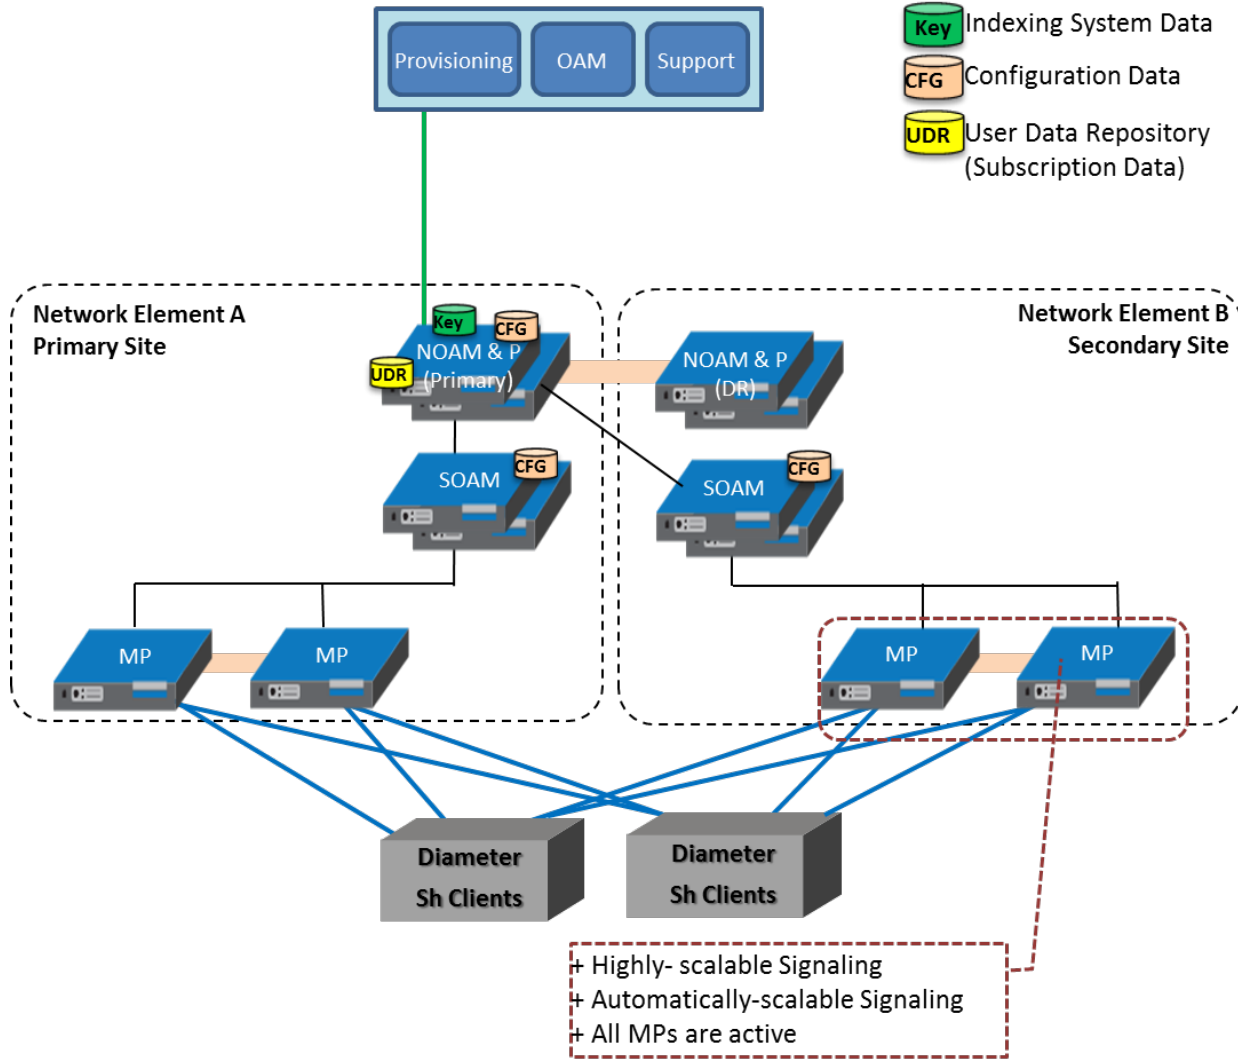 Provisioning
OAM
Support
Key
Indexing System Data
CFG
Configuration Data
UDR
User Data Repository
(Subscription Data)
Network Element A
Primary Site
Network Element B
Secondary Site
Key
CFG
UDR
NOAM & P
(Primary)
NOAM & P
(DR)
SOAM
CFG
SOAM
CFG
MP
MP
MP
MP
Diameter
Sh Clients
Diameter
Sh Clients
+ Highly- scalable Signaling
+ Automatically-scalable Signaling
+ All MPs are active